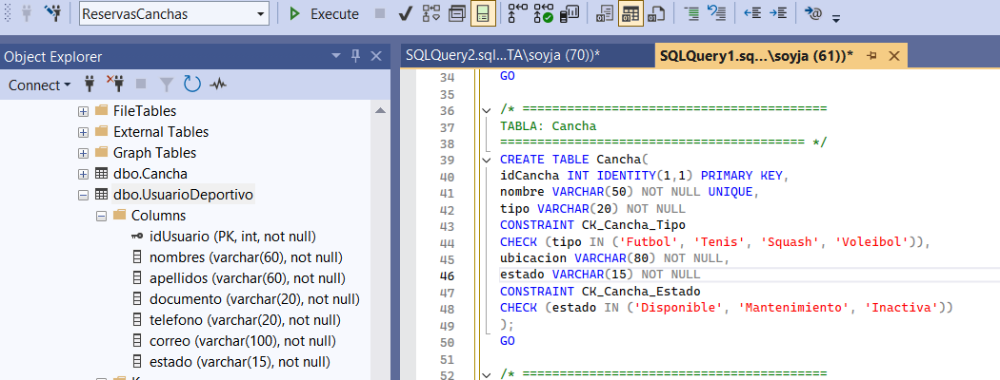 ReservasCanchas
Execute
Object Explorer
Connect
FileTables
External Tables
Graph Tables
dbo.Cancha
dbo.UsuarioDeportivo
Columns
idUsuario (PK, int, not null)
nombres (varchar(60), not null)
apellidos (varchar(60), not null)
documento (varchar(20), not null)
telefono (varchar(20), not null)
correo (varchar(100), not null)
estado (varchar(15), not null)
SQLQuery2.sql...TA\soyja (70))*
SQLQuery1.sq...\soyja (61))*
34 GO
35
36 /* =========================================
37 TABLA: Cancha
38 ========================================= */
39 CREATE TABLE Cancha(
40 idCancha INT IDENTITY(1,1) PRIMARY KEY,
41 nombre VARCHAR(50) NOT NULL UNIQUE,
42 tipo VARCHAR(20) NOT NULL
43 CONSTRAINT CK_Cancha_Tipo
44 CHECK (tipo IN ('Futbol', 'Tenis', 'Squash', 'Voleibol')),
45 ubicacion VARCHAR(80) NOT NULL,
46 estado VARCHAR(15) NOT NULL
47 CONSTRAINT CK_Cancha_Estado
48 CHECK (estado IN ('Disponible', 'Mantenimiento', 'Inactiva'))
49 );
50 GO
51
52 /* =========================================